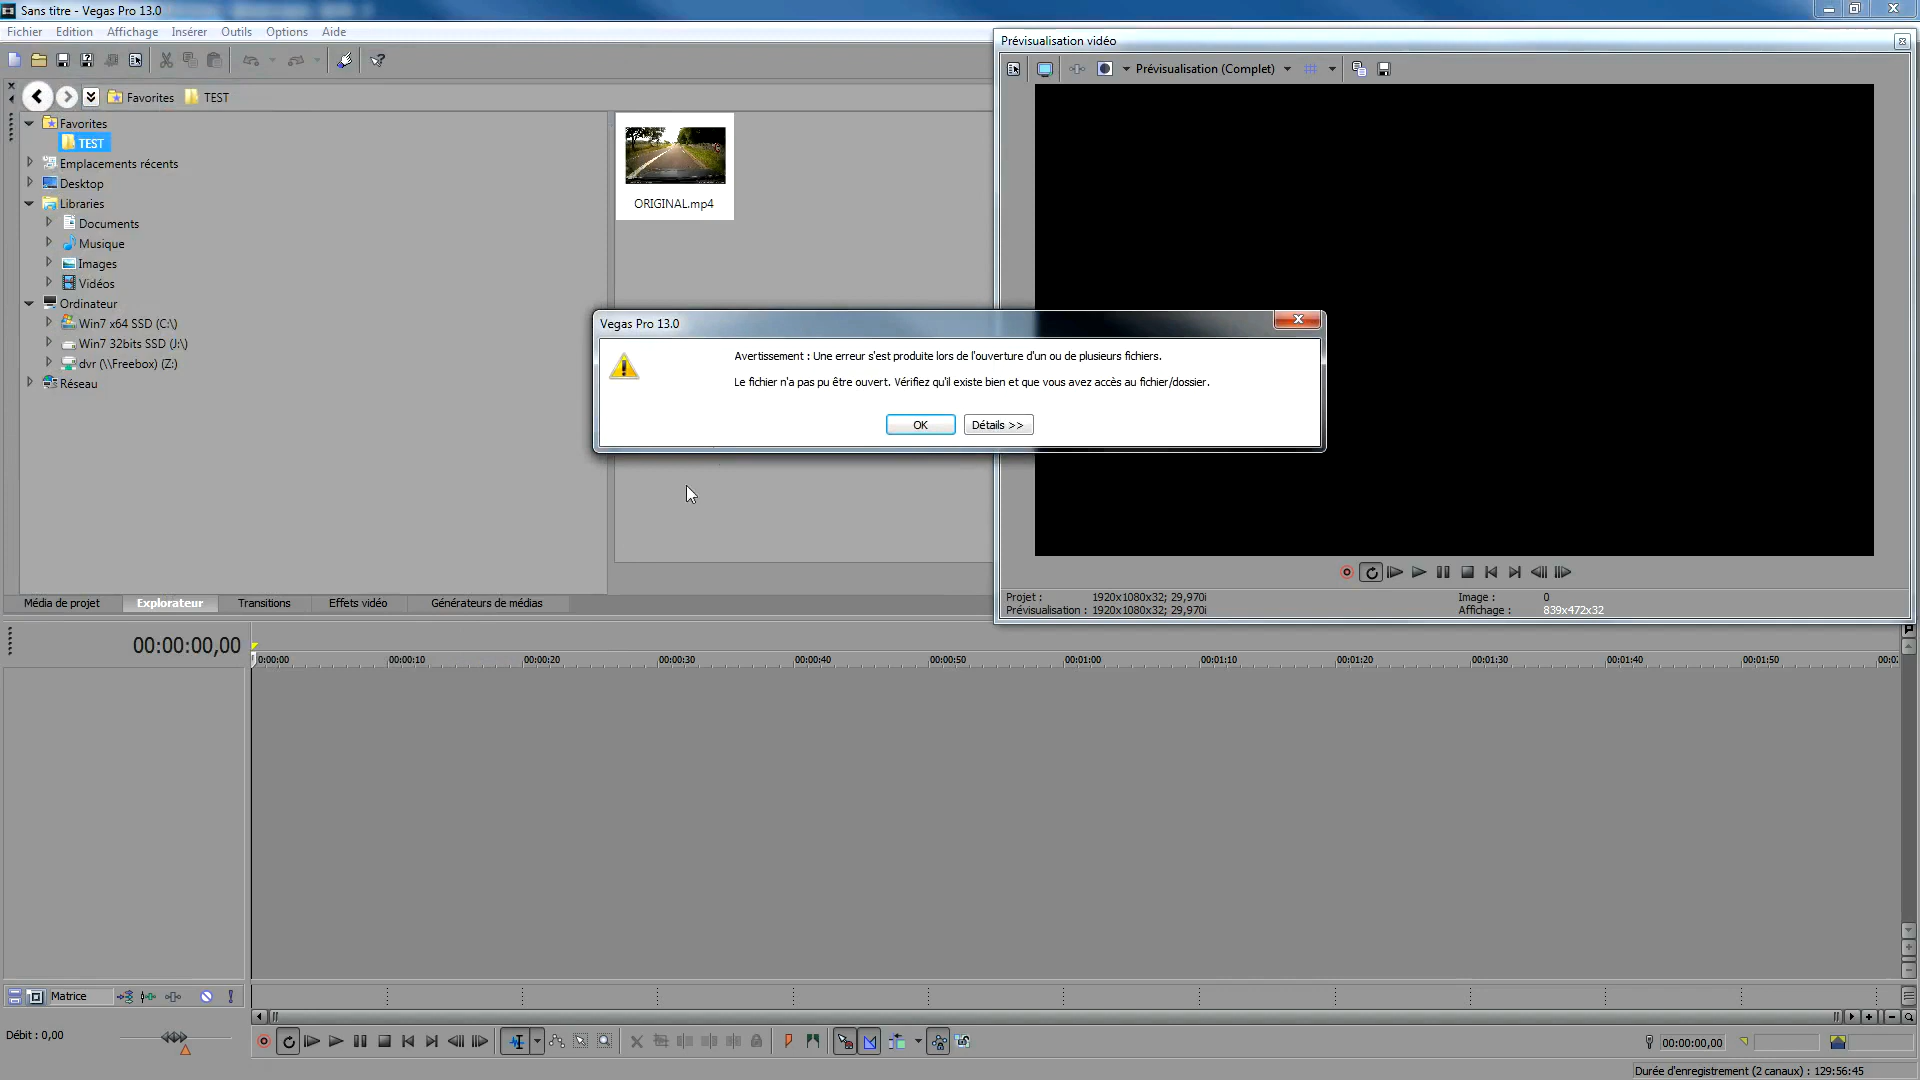 Sans titre - Vegas Pro 13.0
Fichier Edition Affichage Insérer Outils Options Aide
Prévisualisation vidéo
Prévisualisation (Complet)
Favorites TEST
Favorites
TEST
Emplacements récents
Desktop
Libraries
Documents
Musique
Images
Vidéos
Ordinateur
Win7 x64 SSD (C:\)
Win7 32bits SSD (J:\)
dvr (\\Freebox) (Z:)
Réseau
ORIGINAL.mp4
Vegas Pro 13.0
Avertissement : Une erreur s'est produite lors de l'ouverture d'un ou de plusieurs fichiers.
Le fichier n'a pas pu être ouvert. Vérifiez qu'il existe bien et que vous avez accès au fichier/dossier.
OK Détails >>
Projet : 1920x1080x32; 29,970i Image : 0
Prévisualisation : 1920x1080x32; 29,970i Affichage : 839x472x32
Média de projet Explorateur Transitions Effets vidéo Générateurs de médias
00:00:00,00
0:00:00 00:00:10 00:00:20 00:00:30 00:00:40 00:00:50 00:01:00 00:01:10 00:01:20 00:01:30 00:01:40 00:01:50
Matrice
Débit : 0,00
00:00:00,00
Durée d'enregistrement (2 canaux) : 129:56:45